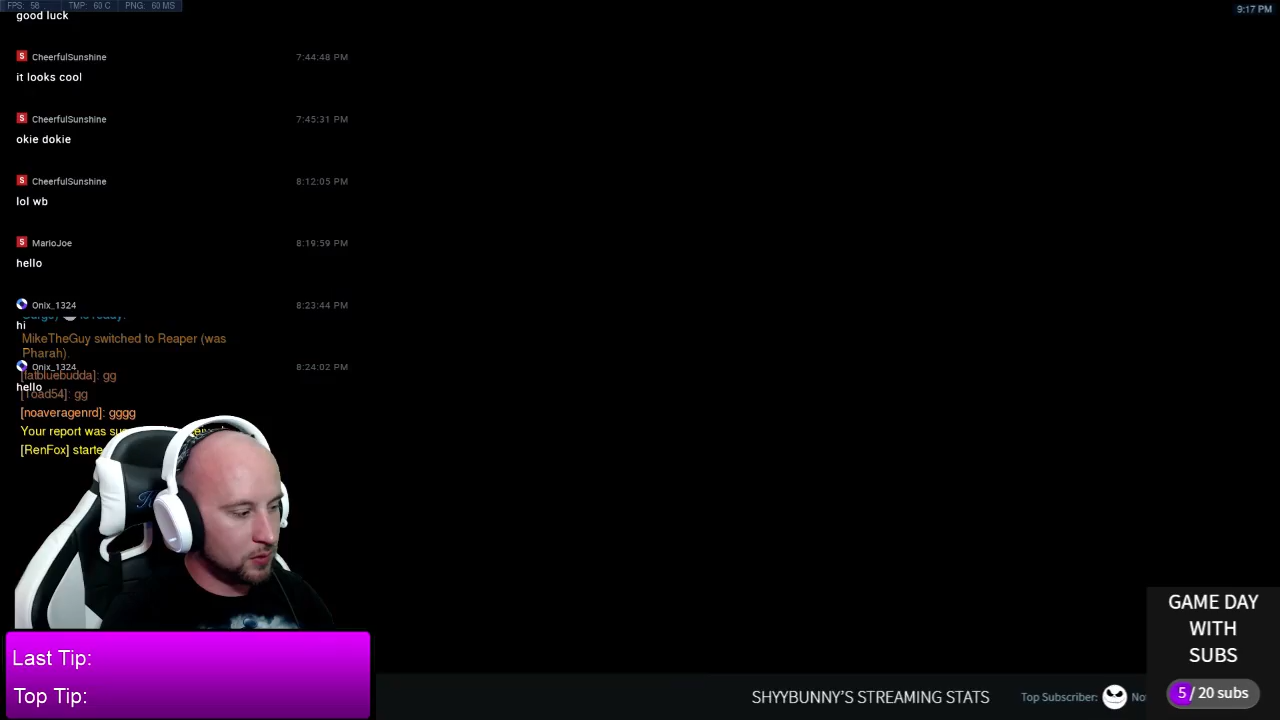 FPS: 58 TMP: 60 C PNG: 60 MS
9:17 PM
good luck
CheerfulSunshine 7:44:48 PM
it looks cool
CheerfulSunshine 7:45:31 PM
okie dokie
CheerfulSunshine 8:12:05 PM
lol wb
MarioJoe 8:19:59 PM
hello
Onix_1324 8:23:44 PM
is ready.
hi
MikeTheGuy switched to Reaper (was
Pharah).
Onix_1324 8:24:02 PM
[fatbluebudda]: gg
hello
[Toad54]: gg
[noaveragenrd]: gggg
Your report was
[RenFox]
Last Tip:
Top Tip:
SHYYBUNNY'S STREAMING STATS
Top Subscriber:
GAME DAY
WITH
SUBS
5 / 20 subs